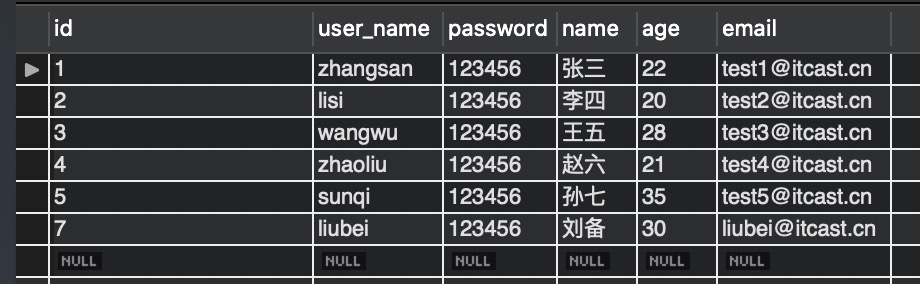 id user_name password name age email
1 zhangsan 123456 张三 22 test1@itcast.cn
2 lisi 123456 李四 20 test2@itcast.cn
3 wangwu 123456 王五 28 test3@itcast.cn
4 zhaoliu 123456 赵六 21 test4@itcast.cn
5 sunqi 123456 孙七 35 test5@itcast.cn
7 liubei 123456 刘备 30 liubei@itcast.cn
NULL NULL NULL NULL NULL NULL